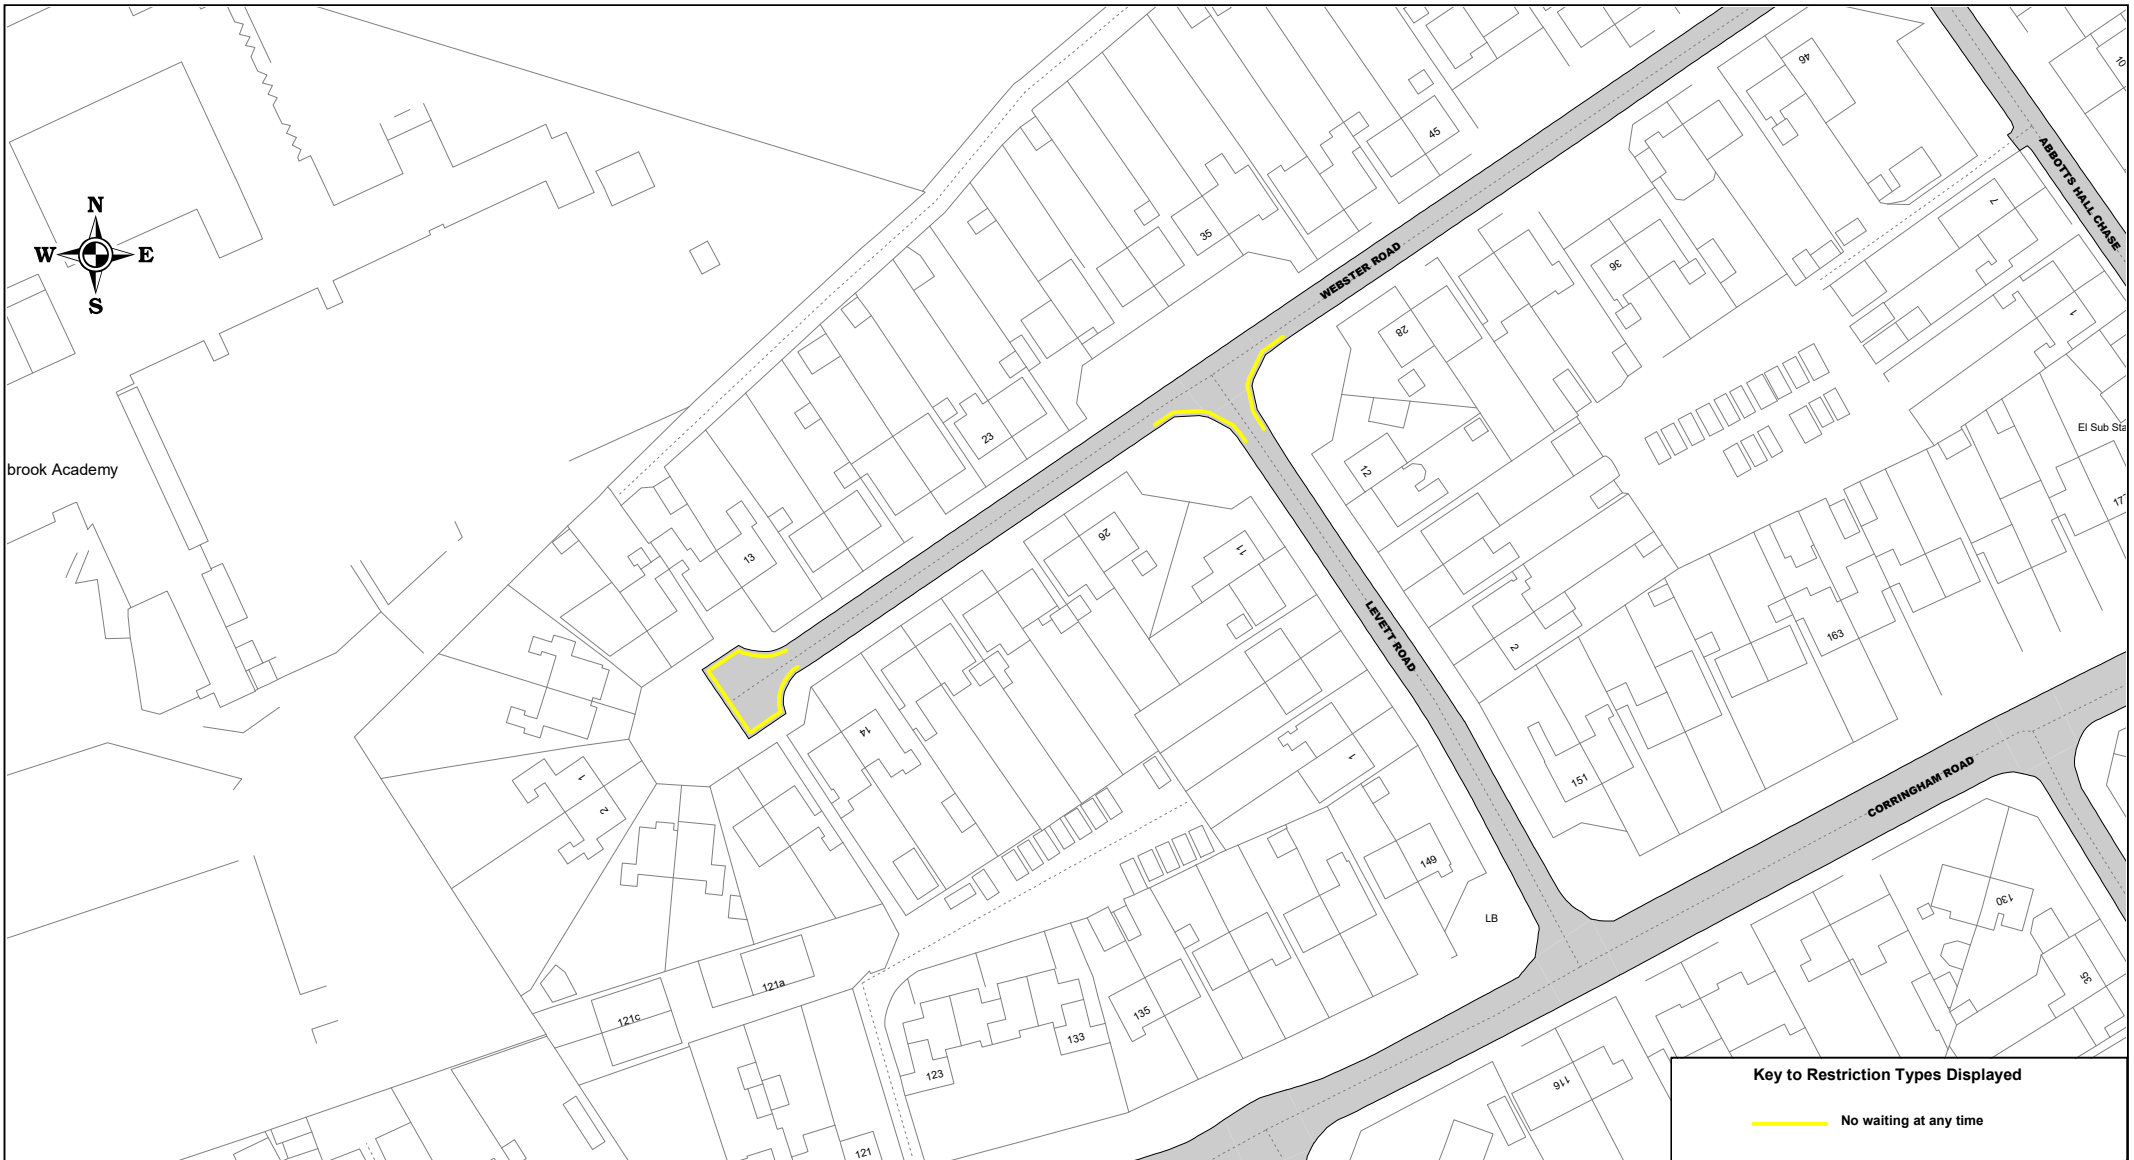 46
10
45
ABBOTTS HALL CHASE
N
W
E
S
35
7
WEBSTER ROAD
36
28
1
23
El Sub Sta
12
brook Academy
17
13
26
11
LEVETT ROAD
2
163
14
1
151
1
2
CORRINGHAM ROAD
149
130
LB
35
121a
121c
135
133
123
116
121
Key to Restriction Types Displayed
No waiting at any time